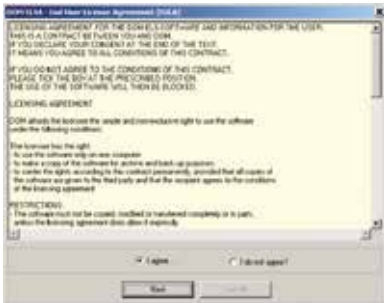 DOM ELS4 - End User License Agreement (EULA)
LICENSING AGREEMENT FOR THE DOM ELS SOFTWARE AND INFORMATION FOR THE USER.
THIS IS A CONTRACT BETWEEN YOU AND DOM.
IF YOU DECLARE YOUR CONSENT AT THE END OF THE TEXT,
IT MEANS YOU AGREE TO ALL CONDITIONS OF THIS CONTRACT.
IF YOU DO NOT AGREE TO THE CONDITIONS OF THIS CONTRACT,
PLEASE TICK THE BOX AT THE PRESCRIBED POSITION.
THE USE OF THE SOFTWARE WILL THEN BE BLOCKED.
LICENSING AGREEMENT
DOM affords the licensee the simple and non-exclusive right to use the software
under the following conditions:
The licensee has the right
- to use the software only on one computer
- to make a copy of the software for archive and back-up purposes
- to confer the rights according to this contract permanently, provided that all copies of
the software are given to the third party and that the recipient agrees to the conditions
of the licensing agreement
RESTRICTIONS:
- The software must not be copied, modified or transferred completely or in parts,
unless the licensing agreement does allow it expressly
I agree
I do not agree!
Next